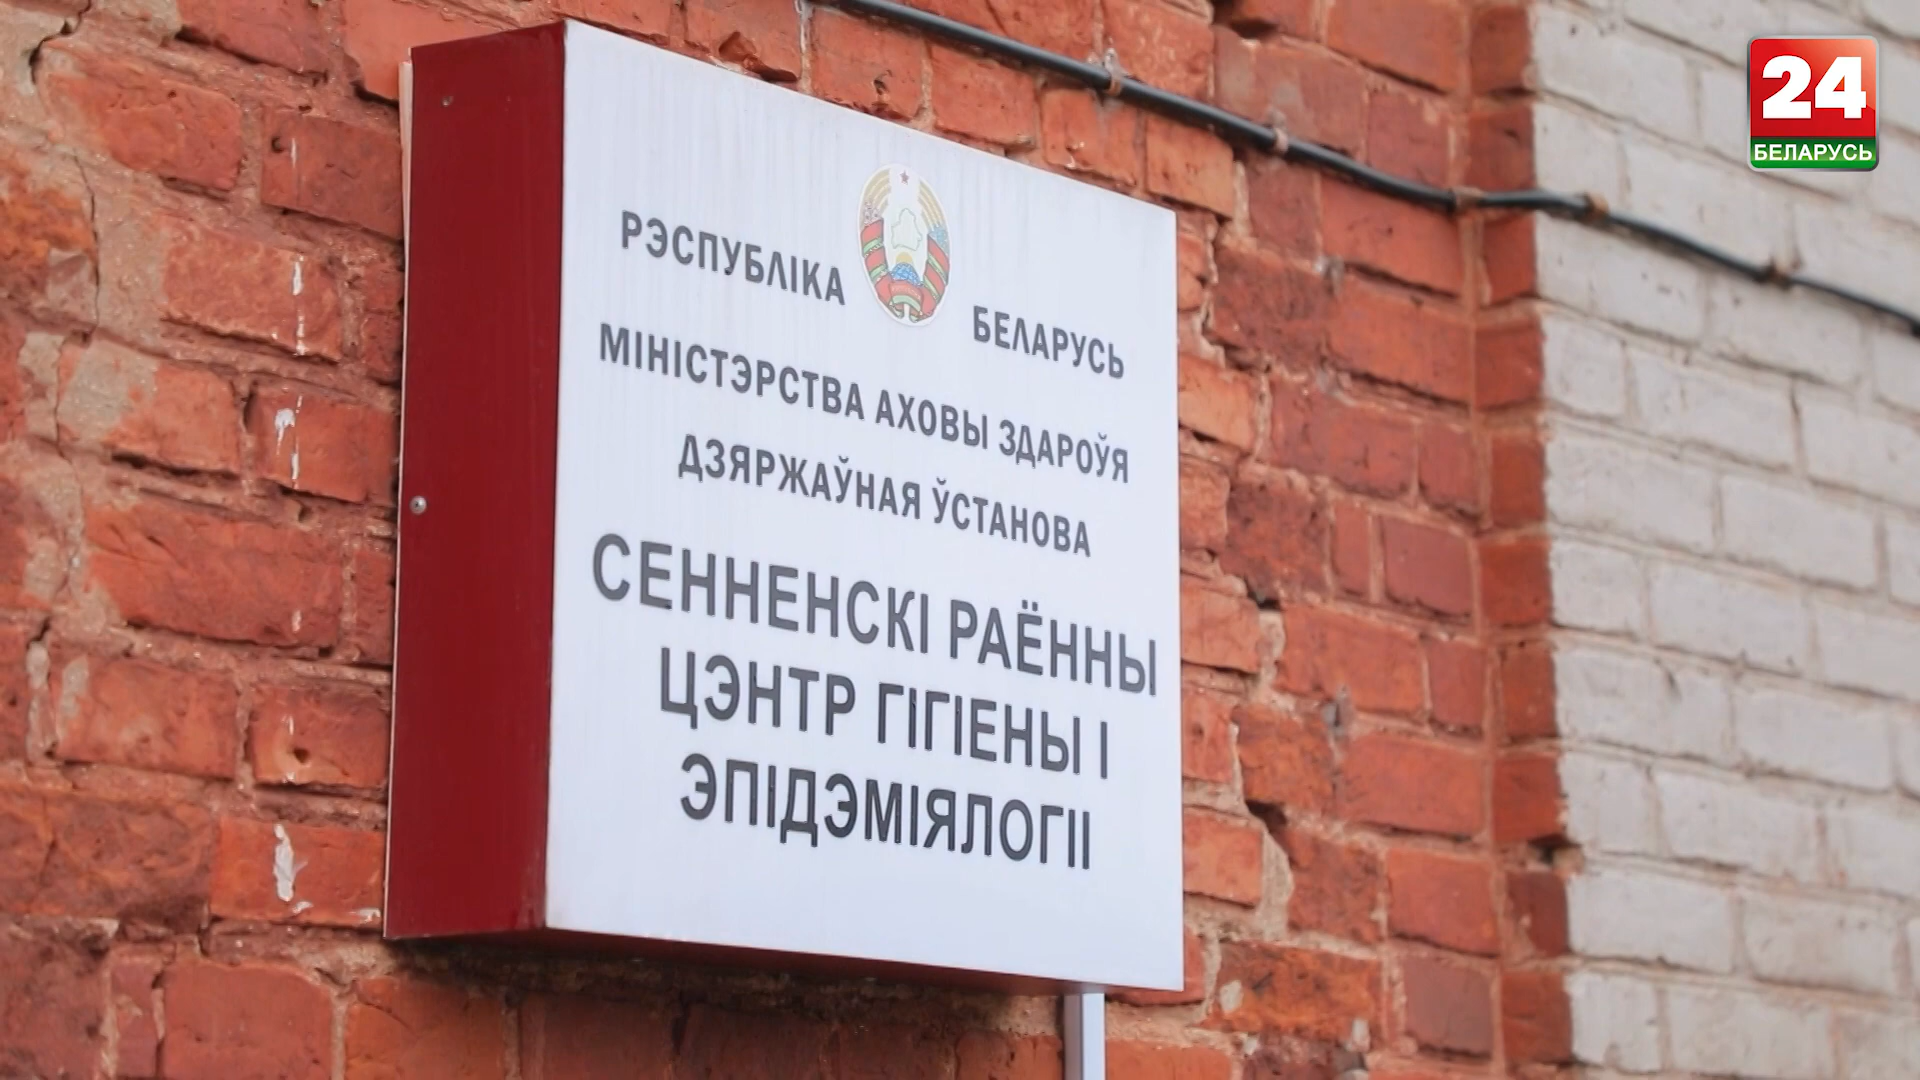 РЭСПУБЛІКА БЕЛАРУСЬ
МІНІСТЭРСТВА АХОВЫ ЗДАРОЎЯ
ДЗЯРЖАЎНАЯ ЎСТАНОВА
СЕННЕНСКІ РАЁННЫ
ЦЭНТР ГІГІЕНЫ І
ЭПІДЭМІЯЛОГІІ
24
БЕЛАРУСЬ